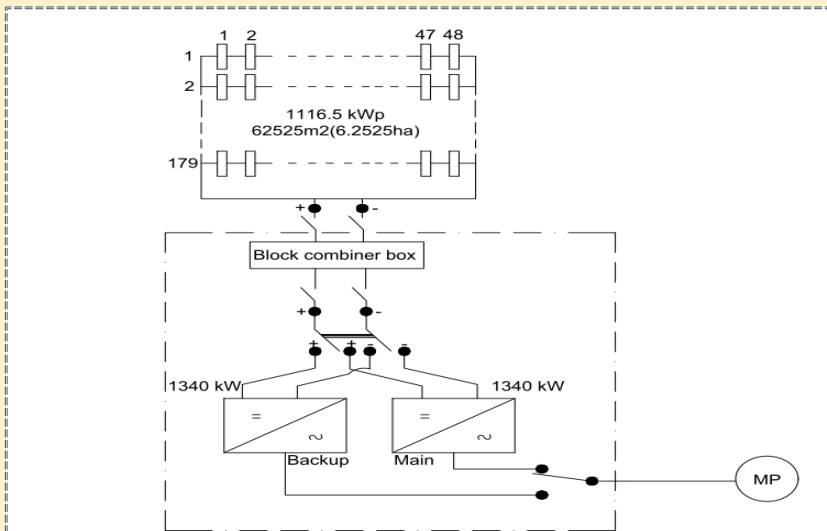 1 2 47 48
1
2
1116.5 kWp
62525m2(6.2525ha)
179
+ -
Block combiner box
+ -
+ + - -
1340 kW 1340 kW
= =
~ ~
Backup Main
MP